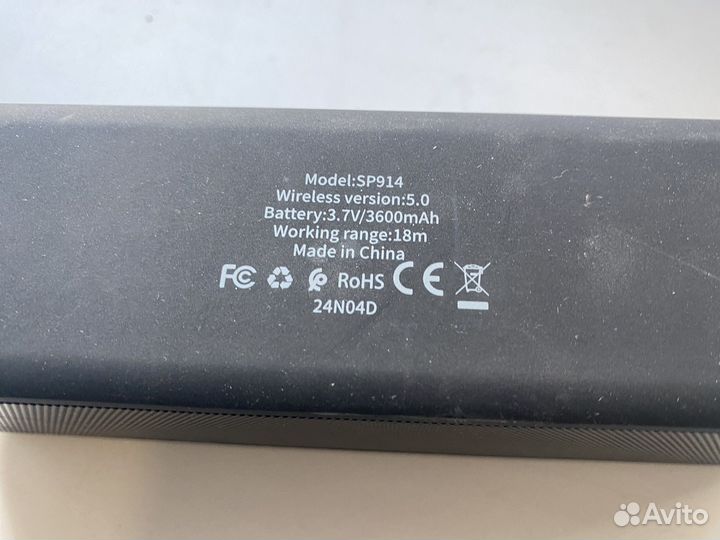 Model:SP914
Wireless version:5.0
Battery:3.7V/3600mAh
Working range:18m
Made in China
FC RoHS CE
24N04D
Avito